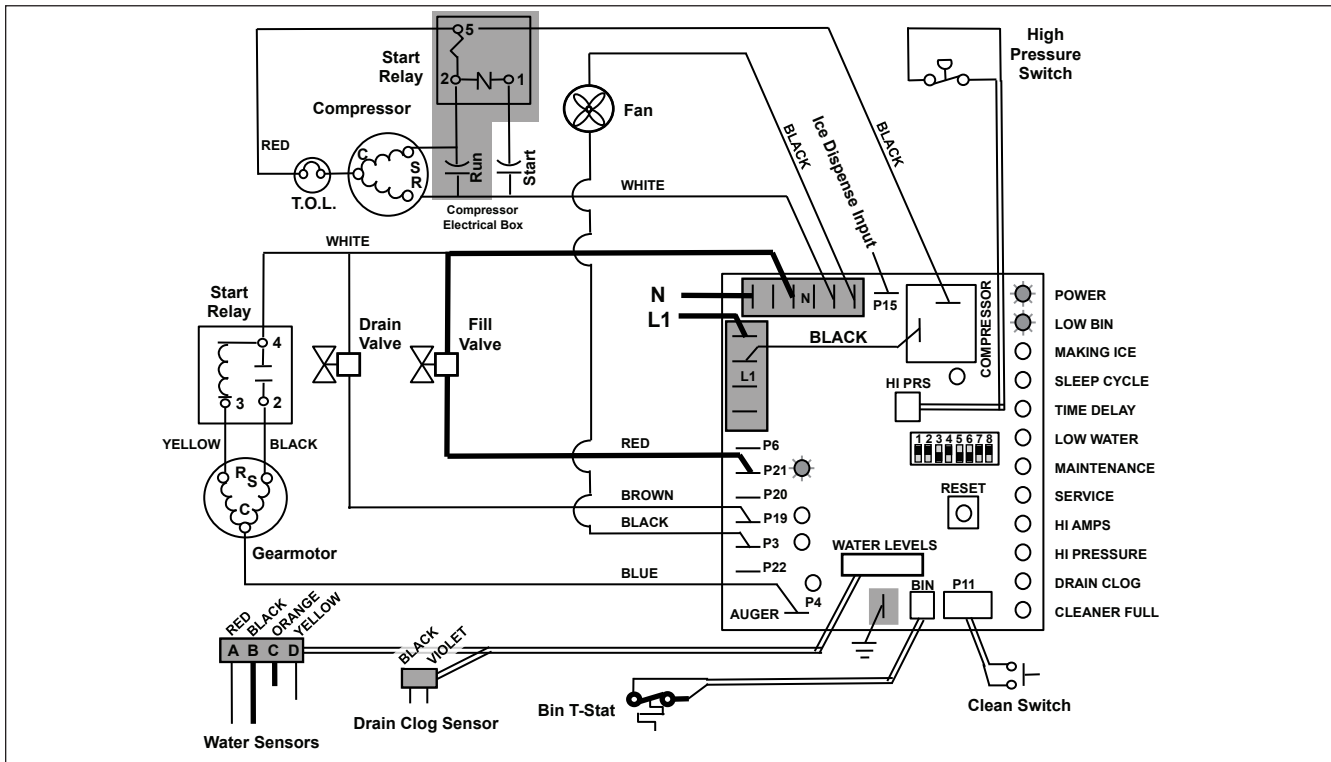 5
Start
Relay
2
N
1
Compressor
Fan
High
Pressure
Switch
RED
C
S
R
T.O.L.
Run
Start
Compressor
Electrical Box
BLACK
Ice Dispense Input
BLACK
WHITE
WHITE
Start
Relay
4
3
2
Drain
Valve
Fill
Valve
N
L1
N
P15
BLACK
L1
COMPRESSOR
HI PRS
POWER
LOW BIN
MAKING ICE
SLEEP CYCLE
TIME DELAY
LOW WATER
MAINTENANCE
SERVICE
HI AMPS
HI PRESSURE
DRAIN CLOG
CLEANER FULL
YELLOW
BLACK
R
S
C
Gearmotor
RED
BROWN
BLACK
BLUE
P6
P21
P20
P19
P3
P22
P4
AUGER
1 2 3 4 5 6 7 8
RESET
WATER LEVELS
BIN
P11
RED
BLACK
ORANGE
YELLOW
A B C D
Water Sensors
BLACK
VIOLET
Drain Clog Sensor
Bin T-Stat
Clean Switch